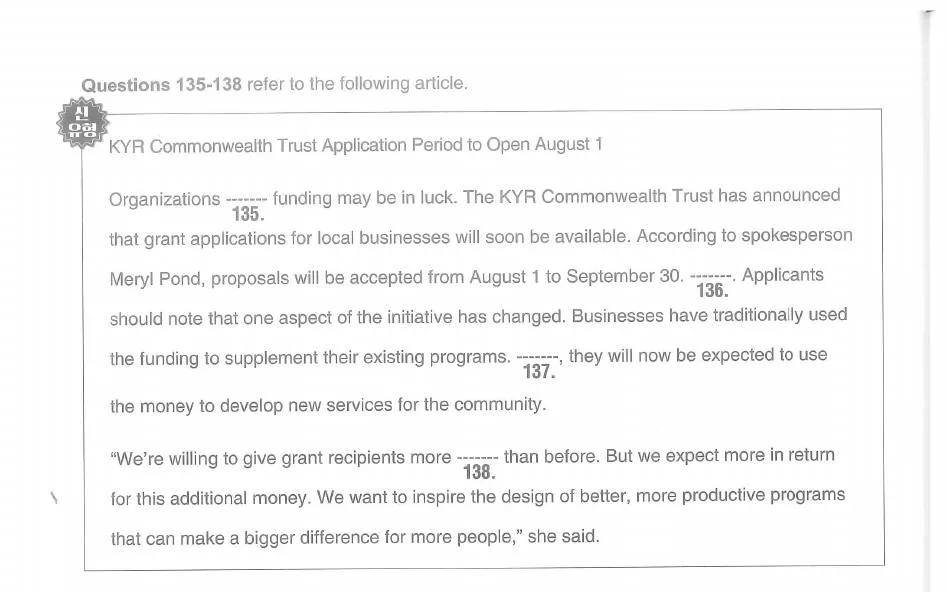 Questions 135-138 refer to the following article.
신
유형
KYR Commonwealth Trust Application Period to Open August 1
Organizations ------- funding may be in luck. The KYR Commonwealth Trust has announced
135.
that grant applications for local businesses will soon be available. According to spokesperson
Meryl Pond, proposals will be accepted from August 1 to September 30. -------. Applicants
136.
should note that one aspect of the initiative has changed. Businesses have traditionally used
the funding to supplement their existing programs. -------, they will now be expected to use
137.
the money to develop new services for the community.
“We’re willing to give grant recipients more ------- than before. But we expect more in return
138.
for this additional money. We want to inspire the design of better, more productive programs
that can make a bigger difference for more people,” she said.